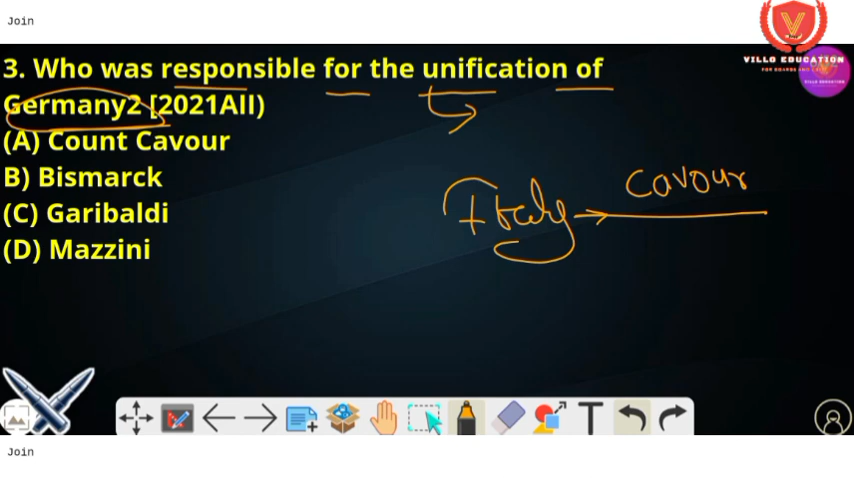 Join
VILLO EDUCATION
3. Who was responsible for the unification of
Germany2 [2021AII)
(A) Count Cavour
B) Bismarck
(C) Garibaldi
(D) Mazzini
Italy → Cavour
T
Join